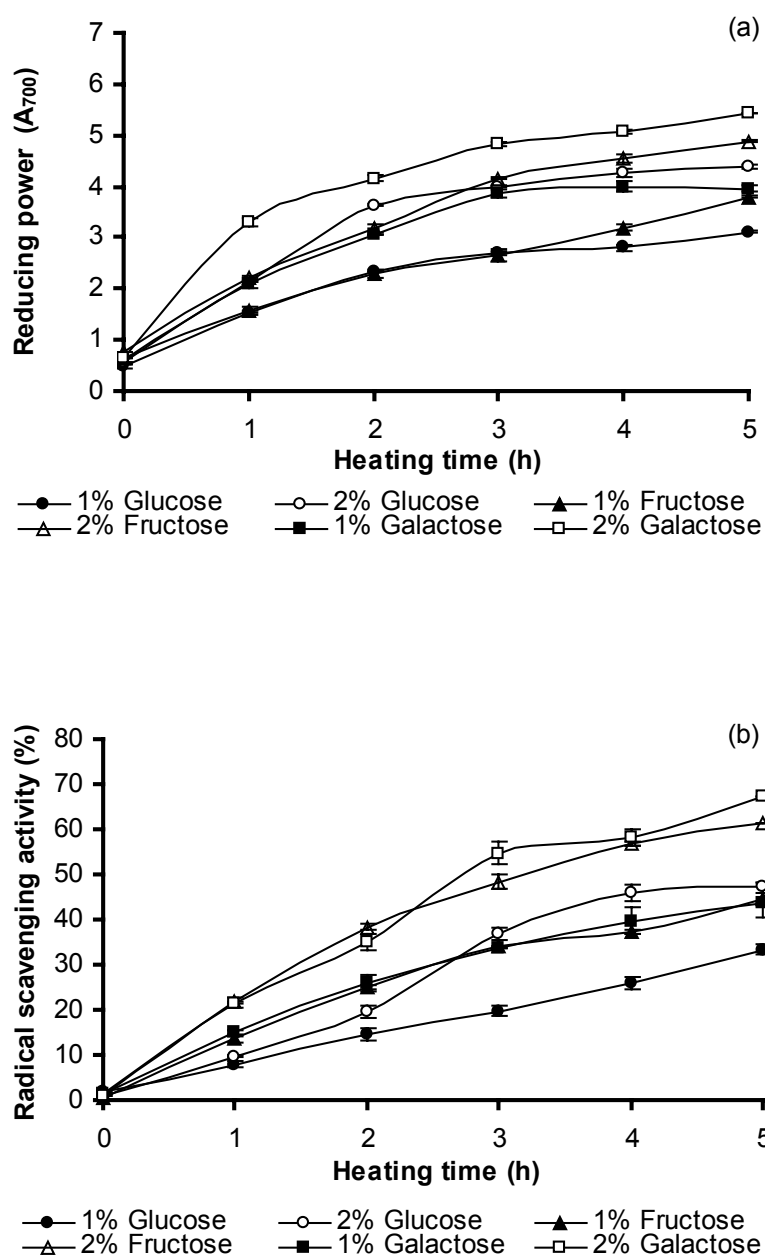 (a)
Reducing power (A₇₀₀)
7
6
5
4
3
2
1
0
0 1 2 3 4 5
Heating time (h)
1% Glucose 2% Glucose 1% Fructose
2% Fructose 1% Galactose 2% Galactose
(b)
Radical scavenging activity (%)
80
70
60
50
40
30
20
10
0
0 1 2 3 4 5
Heating time (h)
1% Glucose 2% Glucose 1% Fructose
2% Fructose 1% Galactose 2% Galactose